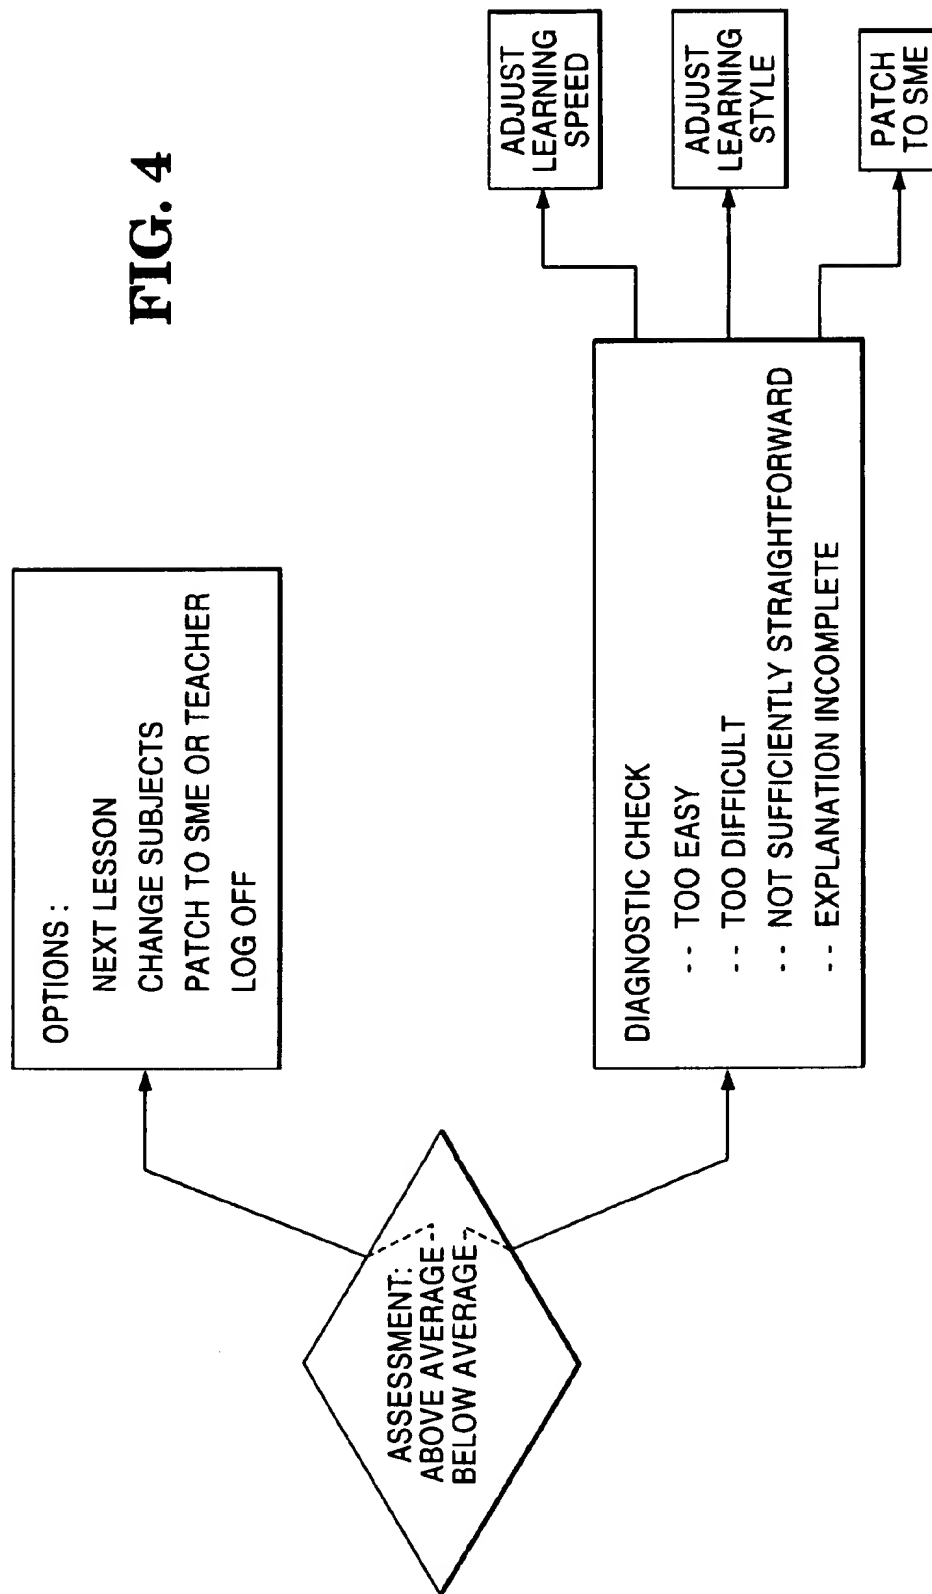 FIG. 4
ASSESSMENT:
ABOVE AVERAGE
BELOW AVERAGE
OPTIONS :
NEXT LESSON
CHANGE SUBJECTS
PATCH TO SME OR TEACHER
LOG OFF
DIAGNOSTIC CHECK
-- TOO EASY
-- TOO DIFFICULT
-- NOT SUFFICIENTLY STRAIGHTFORWARD
-- EXPLANATION INCOMPLETE
ADJUST
LEARNING
SPEED
ADJUST
LEARNING
STYLE
PATCH
TO SME